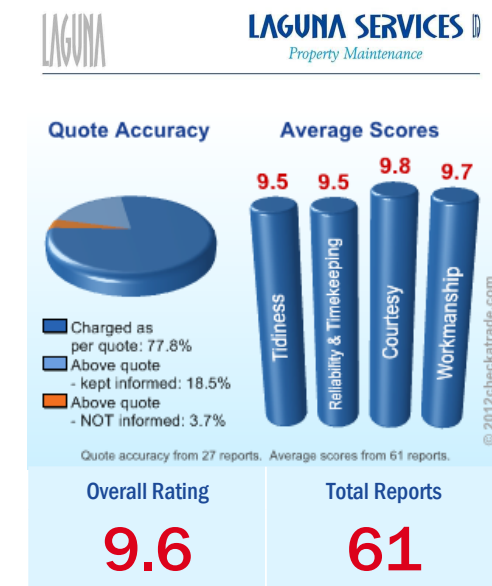 LAGUNA
LAGUNA SERVICES
Property Maintenance
Quote Accuracy
Average Scores
9.5
9.5
9.8
9.7
Tidiness
Reliability & Timekeeping
Courtesy
Workmanship
Charged as
per quote: 77.8%
Above quote
- kept informed: 18.5%
Above quote
- NOT informed: 3.7%
© 2012checkatrade.com
Quote accuracy from 27 reports. Average scores from 61 reports.
Overall Rating
Total Reports
9.6
61